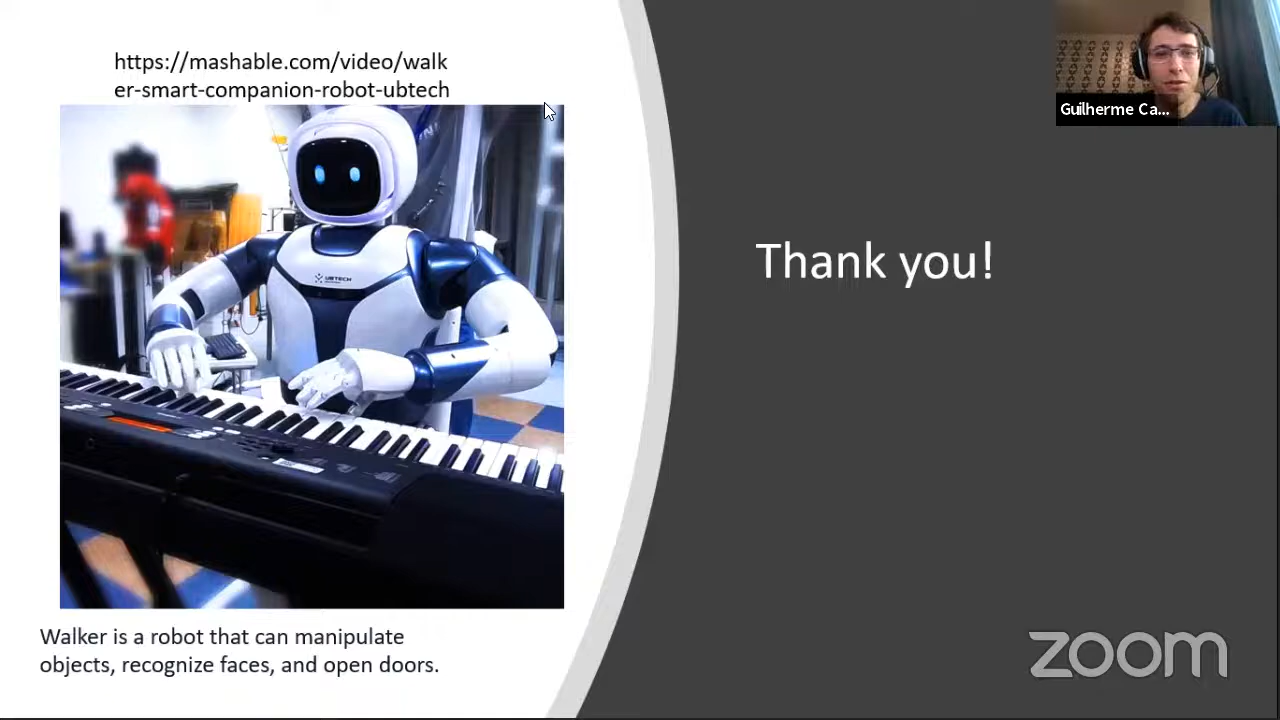 https://mashable.com/video/walk
er-smart-companion-robot-ubtech
UBTECH
Thank you!
Walker is a robot that can manipulate
objects, recognize faces, and open doors.
Guilherme Ca...
zoom